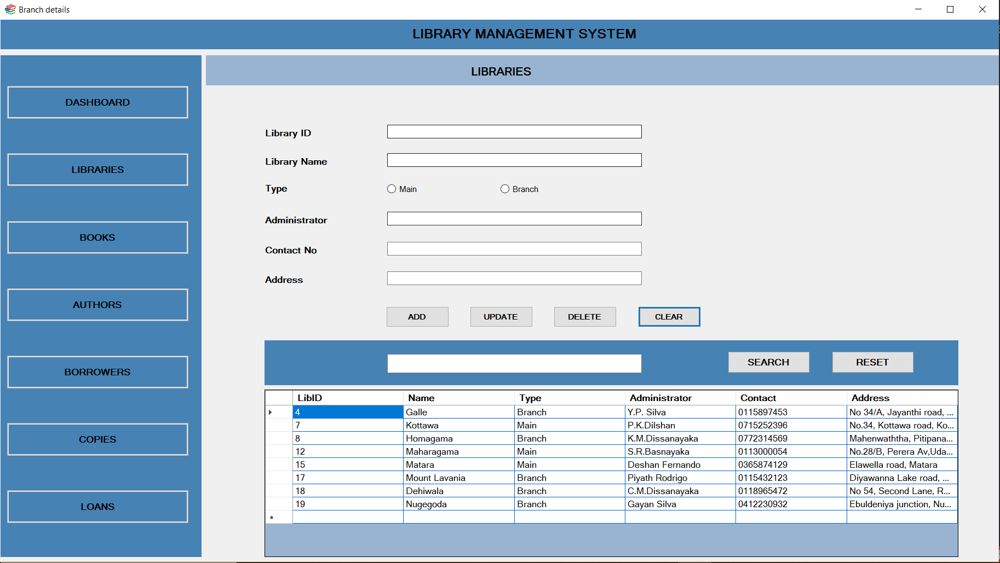 Branch details
LIBRARY MANAGEMENT SYSTEM
LIBRARIES
DASHBOARD
LIBRARIES
BOOKS
AUTHORS
BORROWERS
COPIES
LOANS
Library ID
Library Name
Type Main Branch
Administrator
Contact No
Address
ADD UPDATE DELETE CLEAR
SEARCH RESET
LibID Name Type Administrator Contact Address
4 Galle Branch Y.P. Silva 0115897453 No 34/A, Jayanthi road, ...
7 Kottawa Main P.K.Dilshan 0715252396 No.34, Kottawa road, Ko...
8 Homagama Branch K.M.Dissanayaka 0772314569 Mahenwaththa, Pitipana...
12 Maharagama Main S.R.Basnayaka 0113000054 No.28/B, Perera Av,Uda...
15 Matara Main Deshan Fernando 0365874129 Elawella road, Matara
17 Mount Lavania Branch Piyath Rodrigo 0115432123 Diyawanna Lake road, ...
18 Dehiwala Branch C.M.Dissanayaka 0118965472 No 54, Second Lane, R...
19 Nugegoda Branch Gayan Silva 0412230932 Ebuldeniya junction, Nu...